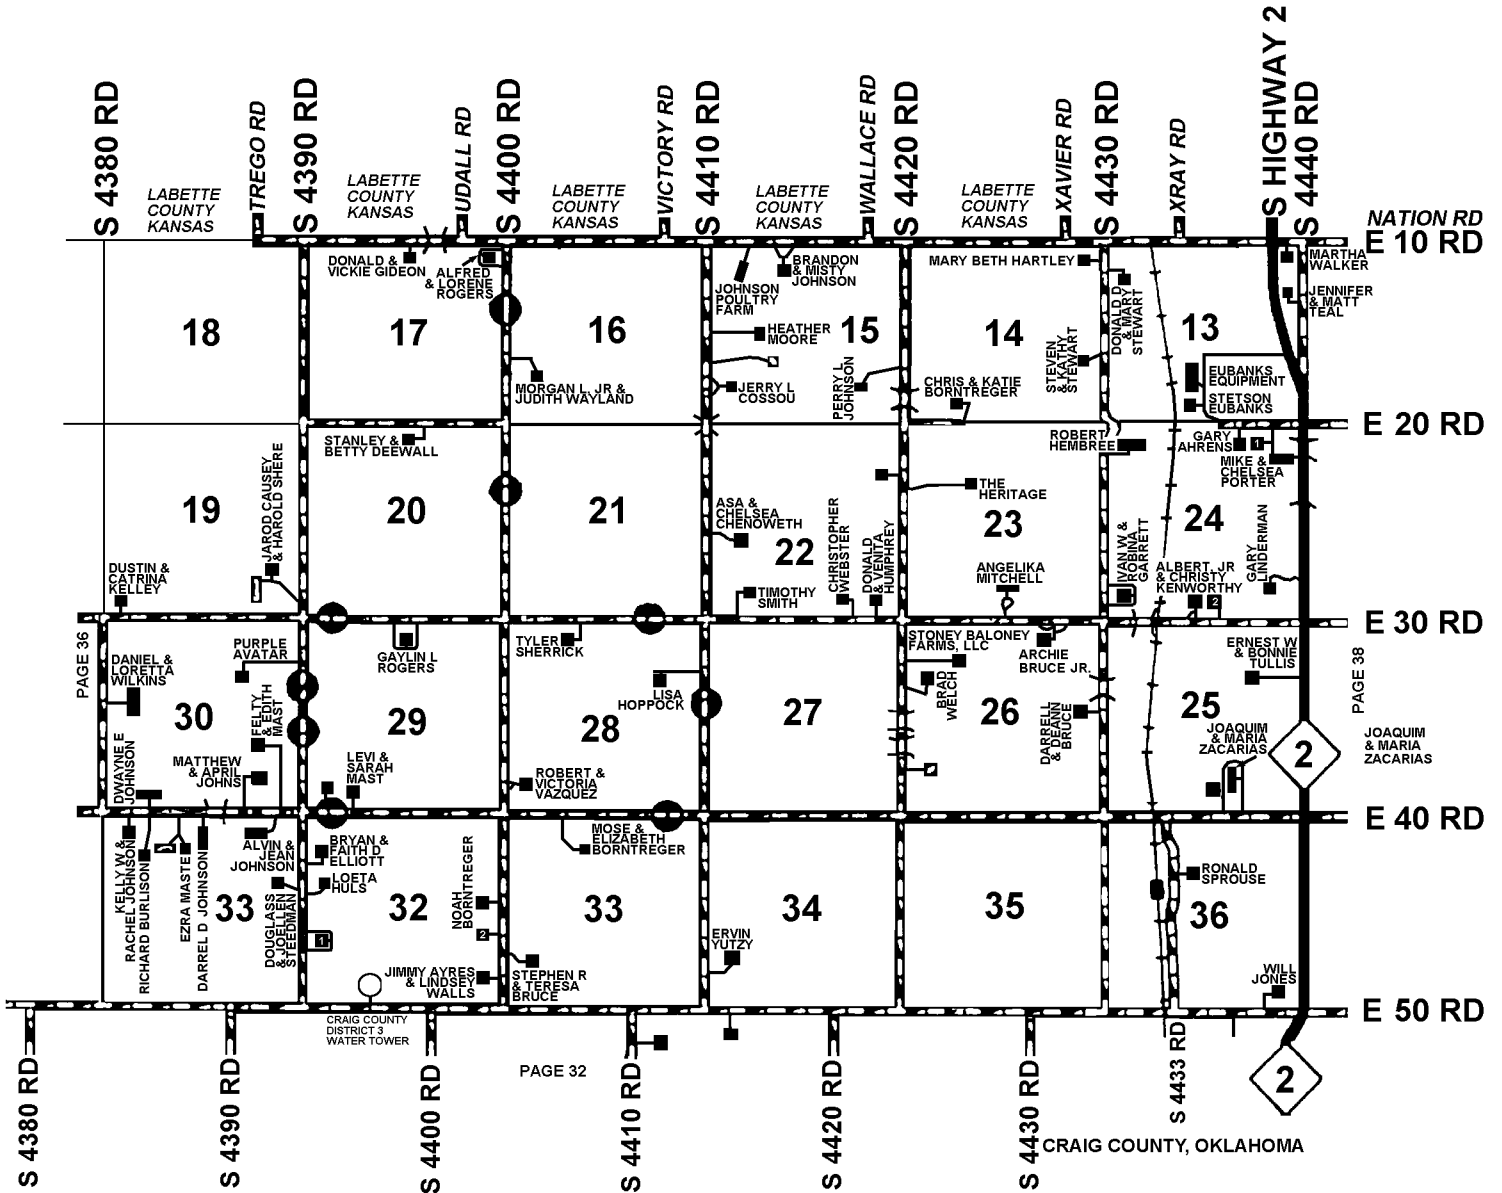 S 4380 RD
TREGO RD
S 4390 RD
UDALL RD
S 4400 RD
VICTORY RD
S 4410 RD
WALLACE RD
S 4420 RD
XAVIER RD
S 4430 RD
XRAY RD
S HIGHWAY 2
S 4440 RD
LABETTE
COUNTY
KANSAS
LABETTE
COUNTY
KANSAS
LABETTE
COUNTY
KANSAS
LABETTE
COUNTY
KANSAS
LABETTE
COUNTY
KANSAS
NATION RD
E 10 RD
DONALD &
VICKIE GIDEON
ALFRED
& LORENE
ROGERS
JOHNSON
POULTRY
FARM
BRANDON
& MISTY
JOHNSON
MARY BETH HARTLEY
DONALD D
& MARY
STEWART
MARTHA
WALKER
JENNIFER
& MATT
TEAL
18
17
16
15
14
13
HEATHER
MOORE
MORGAN L. JR &
JUDITH WAYLAND
JERRY L
COSSOU
PERRY L
JOHNSON
CHRIS & KATIE
BORNTREGER
STEVEN
& KATHY
STEWART
EUBANKS
EQUIPMENT
STETSON
EUBANKS
E 20 RD
STANLEY &
BETTY DEEWALL
ROBERT
HEMBREE
GARY
AHRENS
1
MIKE &
CHELSEA
PORTER
19
20
21
22
23
24
JAROD CAUSEY
& HAROLD SHERE
ASA &
CHELSEA
CHENOWETH
THE
HERITAGE
CHRISTOPHER
WEBSTER
DONALD
& VENITA
HUMPHREY
ANGELIKA
MITCHELL
IVAN W &
ROBINA
GARRETT
ALBERT, JR
& CHRISTY
KENWORTHY
2
GARY
LINDERMAN
DUSTIN &
CATRINA
KELLEY
TIMOTHY
SMITH
E 30 RD
PAGE 36
PURPLE
AVATAR
GAYLIN L
ROGERS
TYLER
SHERRICK
STONEY BALONEY
FARMS, LLC
ARCHIE
BRUCE JR.
ERNEST W
& BONNIE
TULLIS
PAGE 38
DANIEL &
LORETTA
WILKINS
FELTY
& EDITH
MAST
LISA
HOPPOCK
BRAD
WELCH
DARRELL
& DEANN
BRUCE
30
29
28
27
26
25
JOAQUIM
& MARIA
ZACARIAS
2
JOAQUIM
& MARIA
ZACARIAS
DWAYNE E
JOHNSON
MATTHEW
& APRIL
JOHNS
LEVI &
SARAH
MAST
ROBERT &
VICTORIA
VAZQUEZ
E 40 RD
KELLY W &
RACHEL JOHNSON
RICHARD BURLISON
EZRA MASTE
DARREL D JOHNSON
ALVIN &
JEAN
JOHNSON
BRYAN &
FAITH D
ELLIOTT
LOETA
HULS
MOSE &
ELIZABETH
BORNTREGER
RONALD
SPROUSE
33
32
33
34
35
36
DOUGLASS
& JOELLEN
STEEDMAN
1
NOAH
BORNTREGER
2
ERVIN
YUTZY
JIMMY AYRES
& LINDSEY
WALLS
STEPHEN R
& TERESA
BRUCE
WILL
JONES
E 50 RD
CRAIG COUNTY
DISTRICT 3
WATER TOWER
PAGE 32
2
S 4380 RD
S 4390 RD
S 4400 RD
S 4410 RD
S 4420 RD
S 4430 RD
S 4433 RD
CRAIG COUNTY, OKLAHOMA